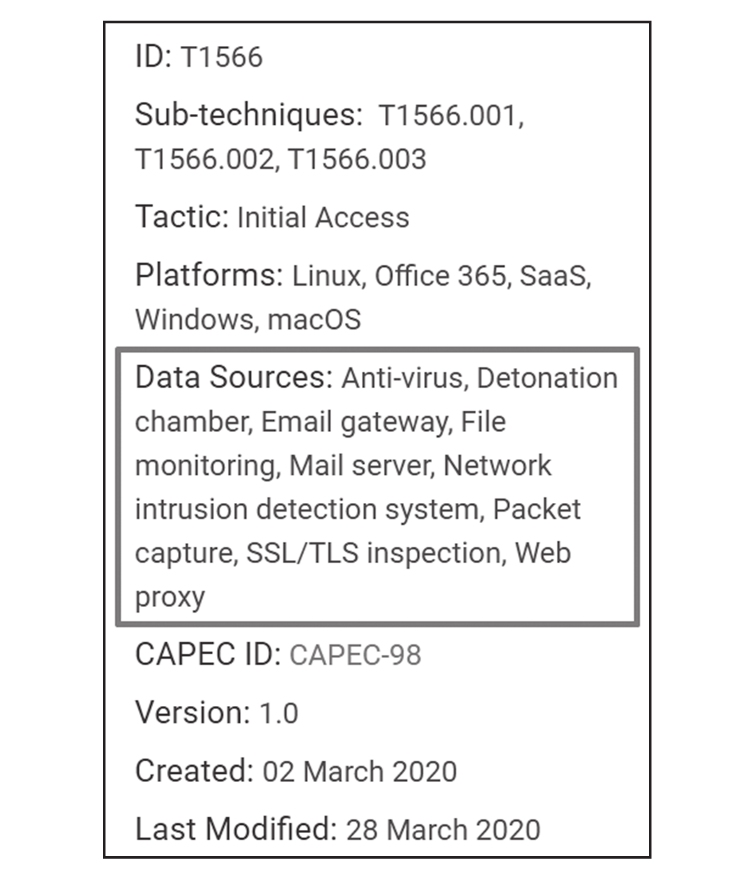 ID: T1566
Sub-techniques: T1566.001,
T1566.002, T1566.003
Tactic: Initial Access
Platforms: Linux, Office 365, SaaS,
Windows, macOS
Data Sources: Anti-virus, Detonation
chamber, Email gateway, File
monitoring, Mail server, Network
intrusion detection system, Packet
capture, SSL/TLS inspection, Web
proxy
CAPEC ID: CAPEC-98
Version: 1.0
Created: 02 March 2020
Last Modified: 28 March 2020